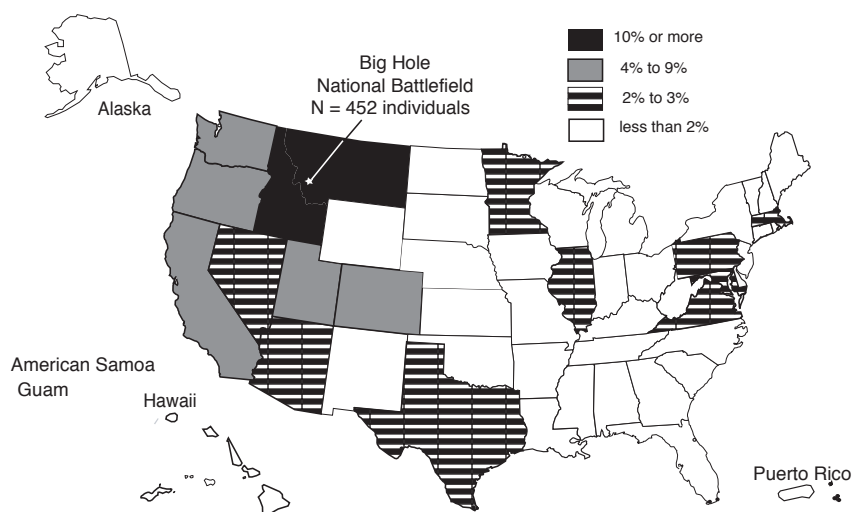 10% or more
4% to 9%
2% to 3%
less than 2%
Big Hole
National Battlefield
N = 452 individuals
Alaska
American Samoa
Guam
Hawaii
Puerto Rico